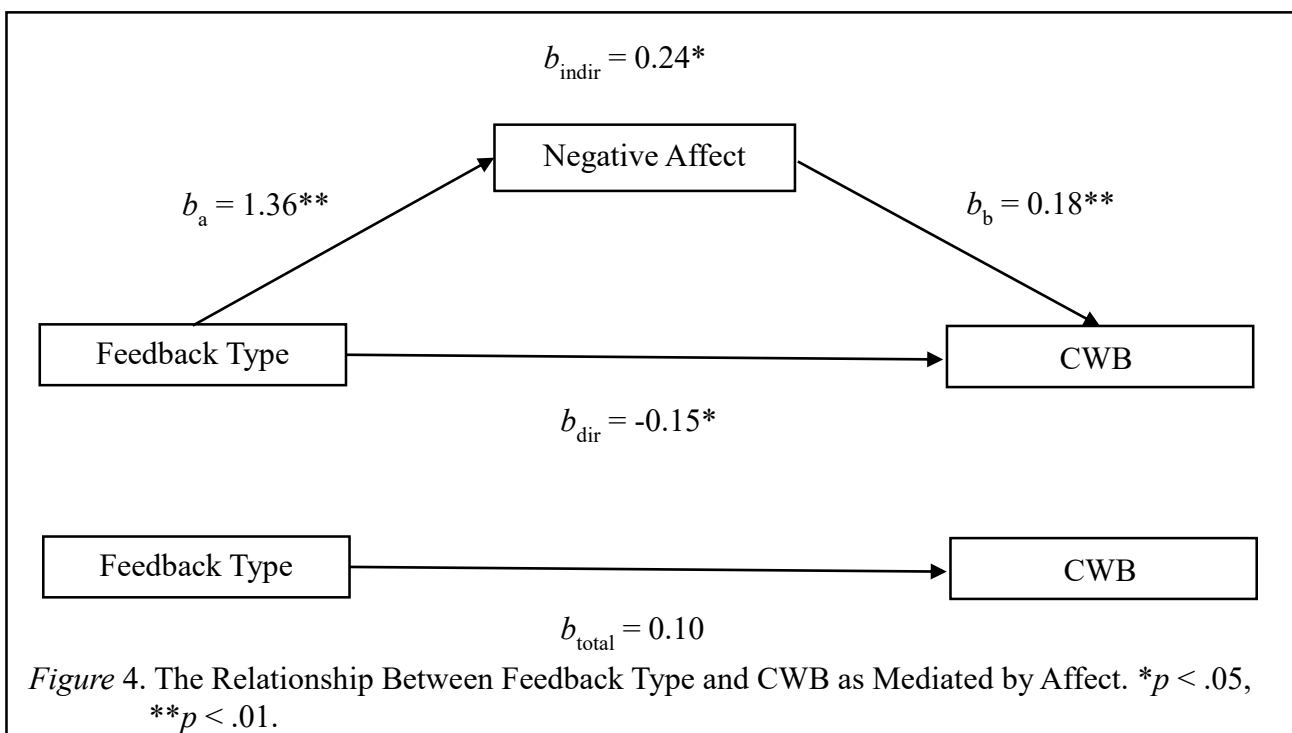 b_indir = 0.24*
Negative Affect
b_a = 1.36**
b_b = 0.18**
Feedback Type
CWB
b_dir = -0.15*
Feedback Type
CWB
b_total = 0.10
Figure 4. The Relationship Between Feedback Type and CWB as Mediated by Affect. *p < .05,
**p < .01.